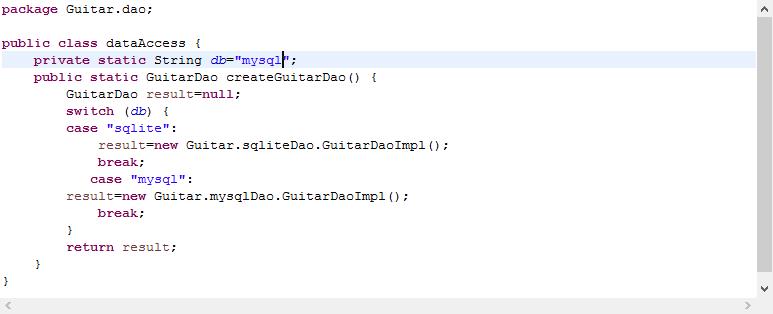 package Guitar.dao;

public class dataAccess {
    private static String db="mysql";
    public static GuitarDao createGuitarDao() {
        GuitarDao result=null;
        switch (db) {
        case "sqlite":
            result=new Guitar.sqliteDao.GuitarDaoImpl();
            break;
           case "mysql":
        result=new Guitar.mysqlDao.GuitarDaoImpl();
            break;
        }
        return result;
    }
}